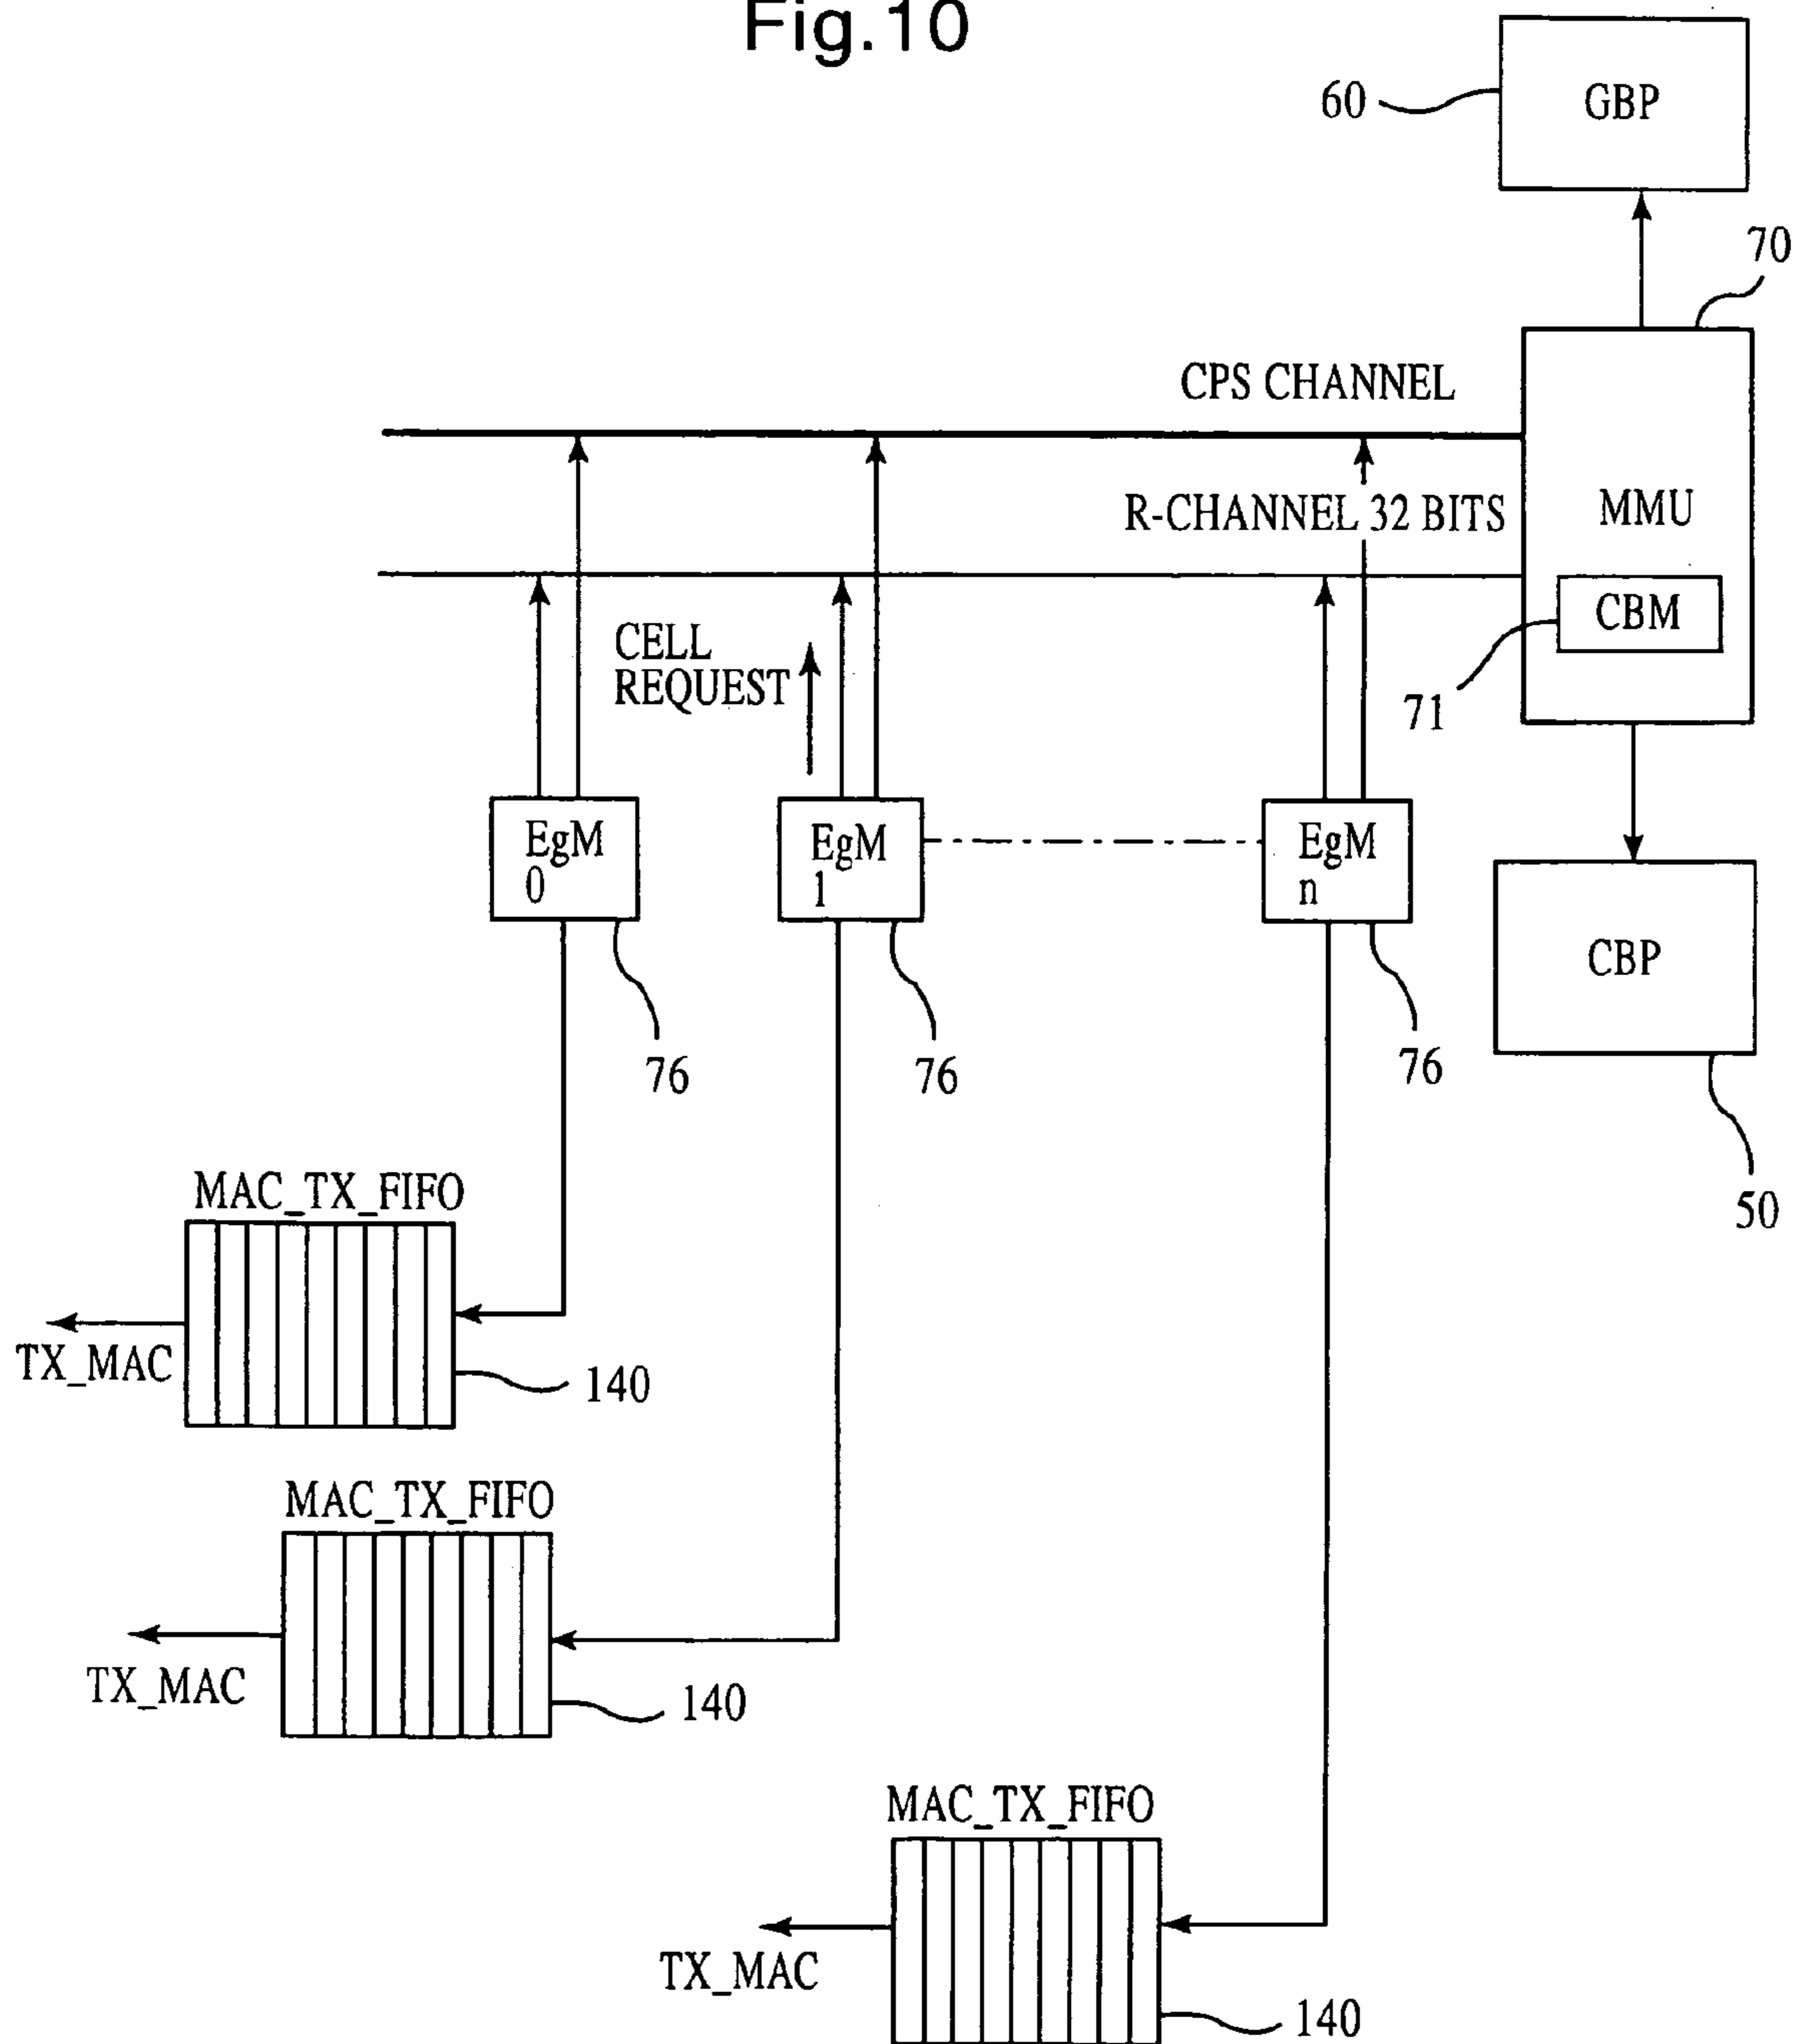 Fig.10
GBP
60
70
CPS CHANNEL
R-CHANNEL 32 BITS
MMU
CBM
71
CELL
REQUEST
EgM
0
EgM
1
EgM
n
76
76
76
CBP
50
MAC_TX_FIFO
TX_MAC
140
MAC_TX_FIFO
TX_MAC
140
MAC_TX_FIFO
TX_MAC
140